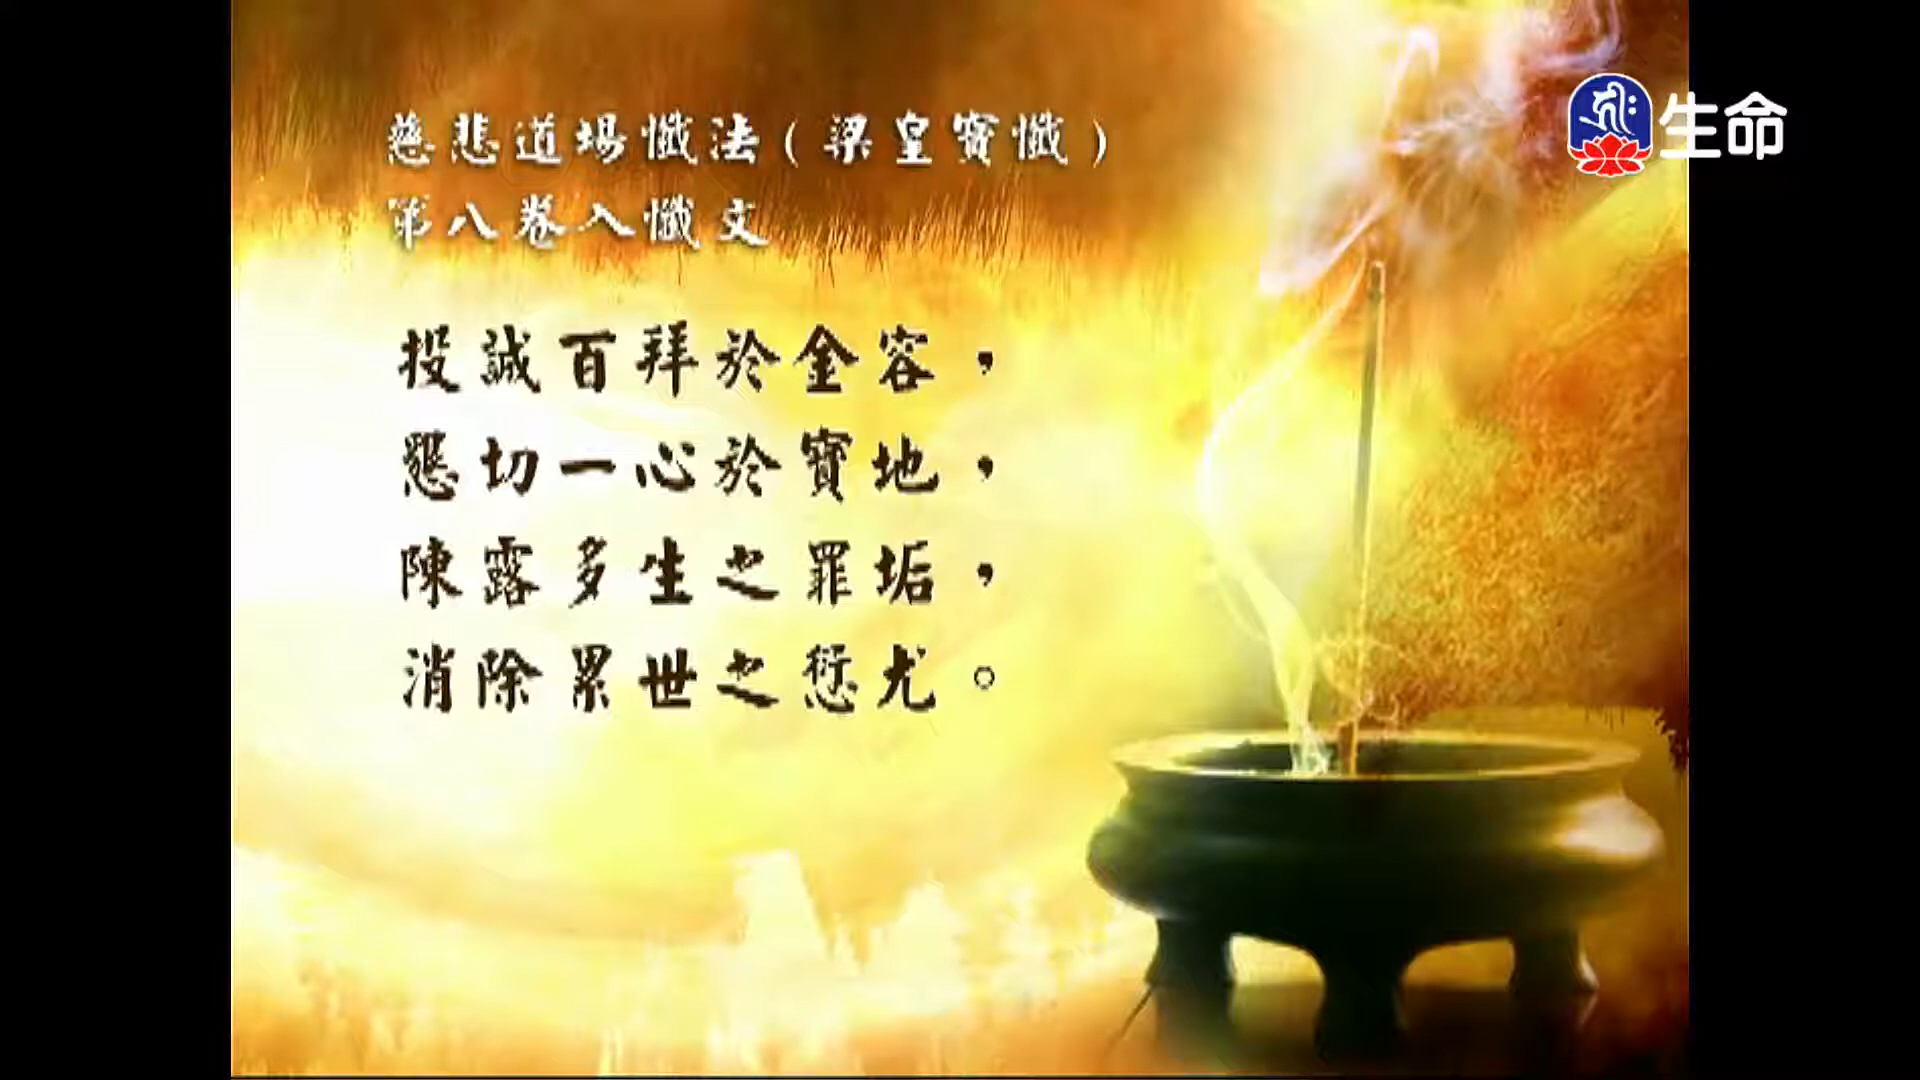 慈悲道場懺法(梁皇寶懺)
第八卷入懺文
投誠百拜於金容,
懇切一心於寶地,
陳露多生之罪垢,
消除累世之愆尤。
生命